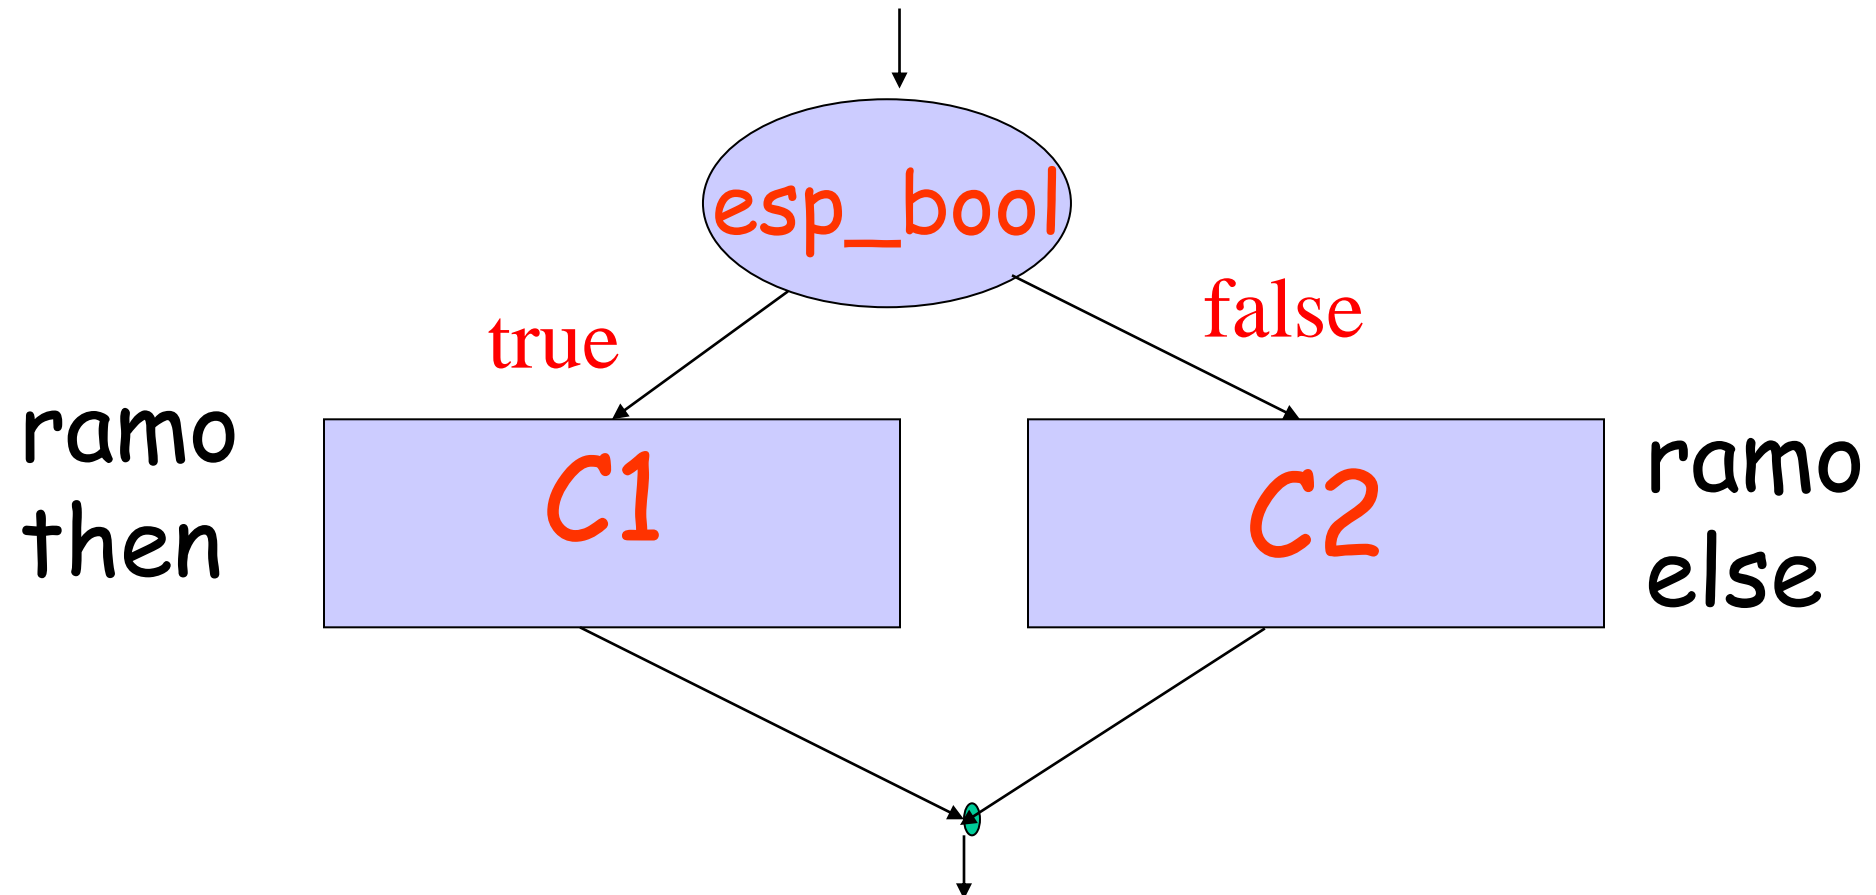 esp_bool
true
false
ramo
then
C1
C2
ramo
else